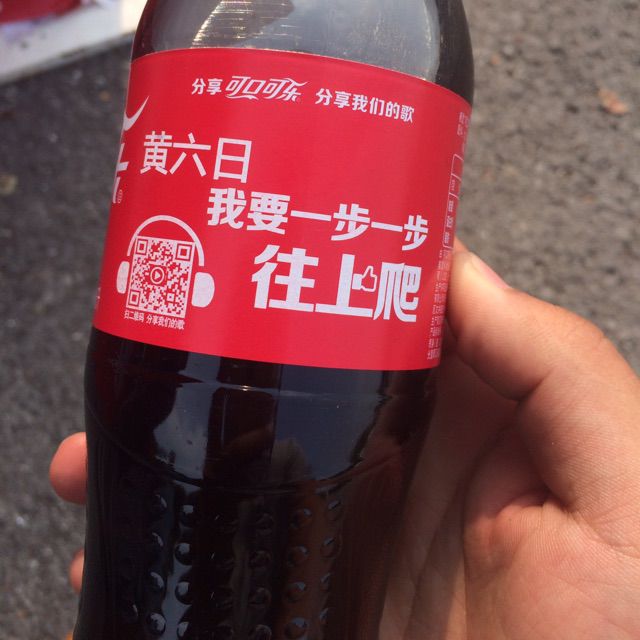 分享 可口可乐 分享我们的歌
黄六日
我要一步一步
往上爬
扫二维码 分享我们的歌